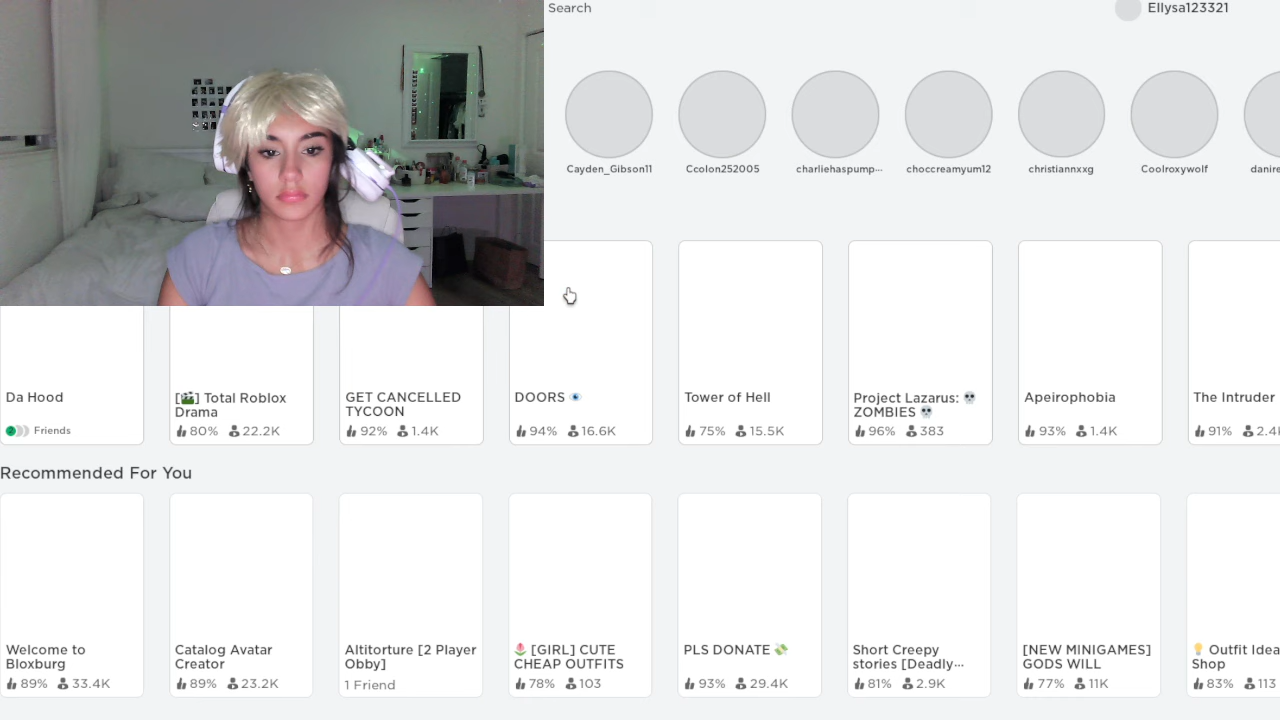 Search
Ellysa123321
Cayden_Gibson11
Ccolon252005
charliehaspump...
choccreamyum12
christiannxxg
Coolroxywolf
danire
Da Hood
Friends
[🎬] Total Roblox
Drama
80% 22.2K
GET CANCELLED
TYCOON
92% 1.4K
DOORS 👁️
94% 16.6K
Tower of Hell
75% 15.5K
Project Lazarus: 💀
ZOMBIES 💀
96% 383
Apeirophobia
93% 1.4K
The Intruder
91% 2.4K
Recommended For You
Welcome to
Bloxburg
89% 33.4K
Catalog Avatar
Creator
89% 23.2K
Altitorture [2 Player
Obby]
1 Friend
🌷 [GIRL] CUTE
CHEAP OUTFITS
78% 103
PLS DONATE 💸
93% 29.4K
Short Creepy
stories [Deadly...
81% 2.9K
[NEW MINIGAMES]
GODS WILL
77% 11K
💡 Outfit Idea
Shop
83% 113